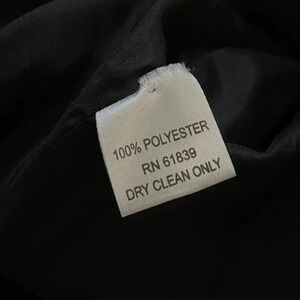 100% POLYESTER
RN 61839
DRY CLEAN ONLY